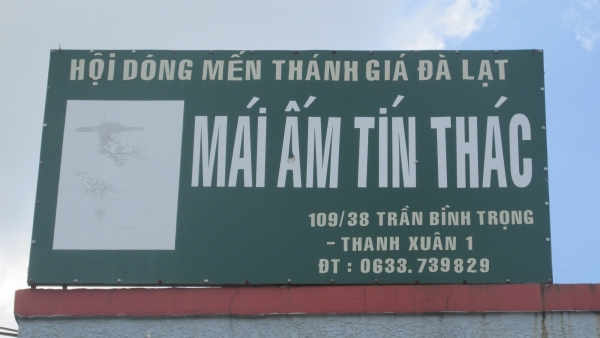 HỘI DÒNG MẾN THÁNH GIÁ ĐÀ LẠT
MÁI ẤM TÍN THÁC
109/38 TRẦN BÌNH TRỌNG
- THANH XUÂN 1
ĐT : 0633.739829